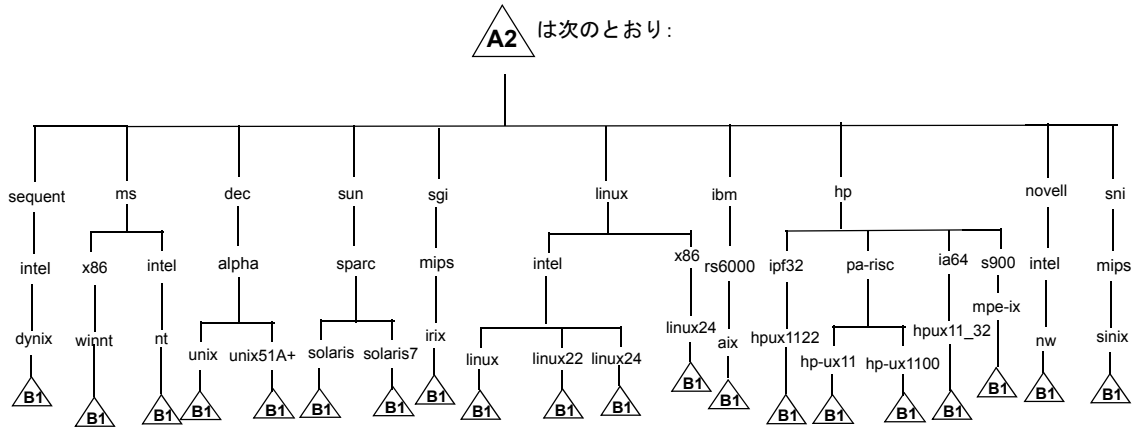 A2 は次のとおり:
sequent ms dec sun sgi linux ibm hp novell sni
intel x86 intel alpha sparc mips intel x86 rs6000 ipf32 pa-risc ia64 s900 intel mips
dynix winnt nt unix unix51A+ solaris solaris7 irix linux linux22 linux24 linux24 aix hpux1122 hp-ux11 hp-ux1100 hpux11_32 mpe-ix nw sinix
B1 B1 B1 B1 B1 B1 B1 B1 B1 B1 B1 B1 B1 B1 B1 B1 B1 B1 B1 B1